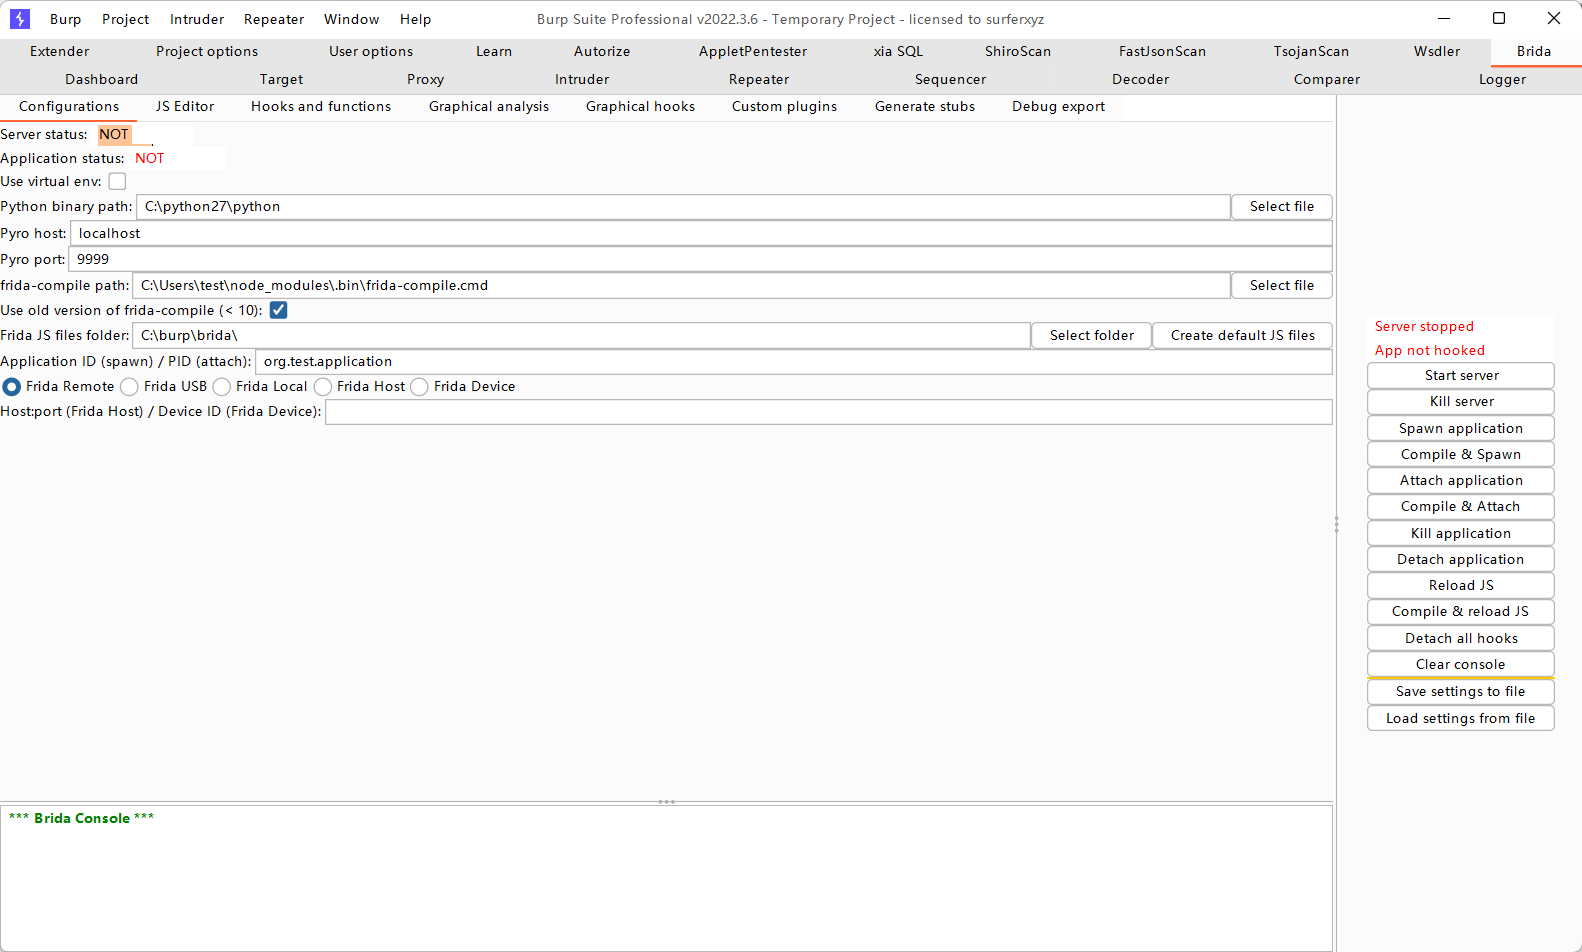 Burp Project Intruder Repeater Window Help Burp Suite Professional v2022.3.6 - Temporary Project - licensed to surferxyz
Extender Project options User options Learn Autorize AppletPentester xia SQL ShiroScan FastJsonScan TsojanScan Wsdler Brida
Dashboard Target Proxy Intruder Repeater Sequencer Decoder Comparer Logger
Configurations JS Editor Hooks and functions Graphical analysis Graphical hooks Custom plugins Generate stubs Debug export
Server status: NOT
Application status: NOT
Use virtual env:
Python binary path: C:\python27\python Select file
Pyro host: localhost
Pyro port: 9999
frida-compile path: C:\Users\test\node_modules\.bin\frida-compile.cmd Select file
Use old version of frida-compile (< 10):
Frida JS files folder: C:\burp\brida\ Select folder Create default JS files
Application ID (spawn) / PID (attach): org.test.application
Frida Remote Frida USB Frida Local Frida Host Frida Device
Host:port (Frida Host) / Device ID (Frida Device):
*** Brida Console ***
Server stopped
App not hooked
Start server
Kill server
Spawn application
Compile & Spawn
Attach application
Compile & Attach
Kill application
Detach application
Reload JS
Compile & reload JS
Detach all hooks
Clear console
Save settings to file
Load settings from file